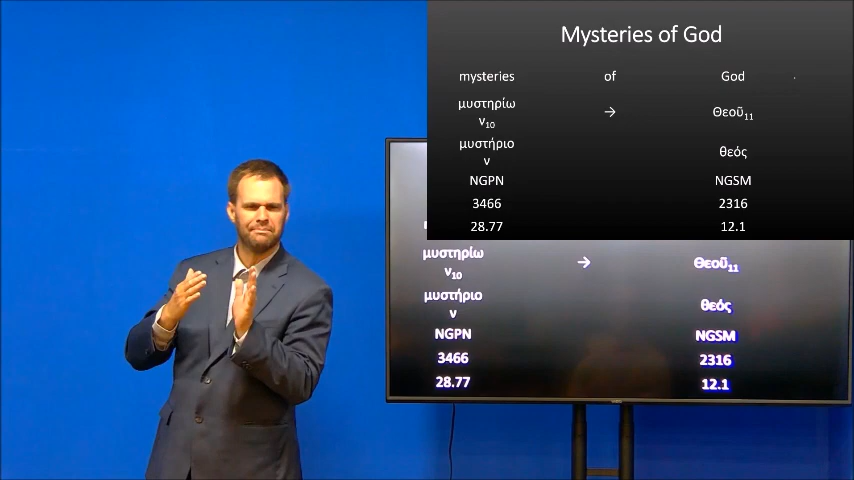 Mysteries of God
mysteries of God
μυστηρίω → Θεοῦ11
ν10
μυστήριο θεός
ν
NGPN NGSM
3466 2316
28.77 12.1
μυστηρίω → Θεοῦ11
ν10
μυστήριο θεός
ν
NGPN NGSM
3466 2316
28.77 12.1